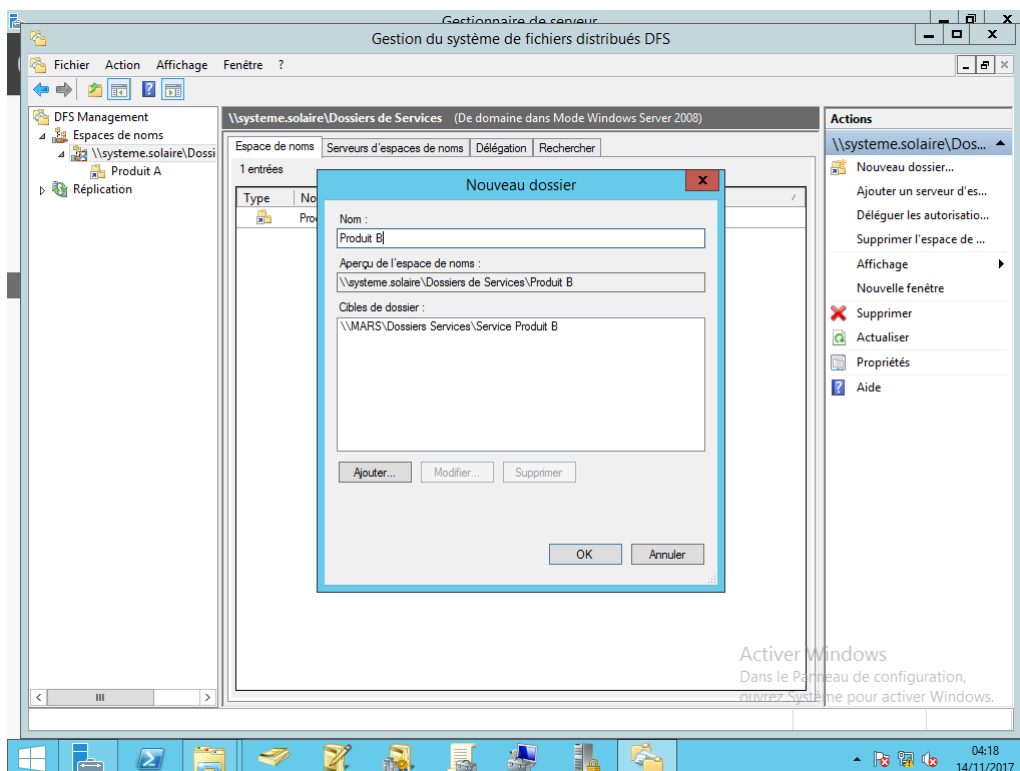 Gestionnaire de serveur
Gestion du système de fichiers distribués DFS
Fichier Action Affichage Fenêtre ?
DFS Management
Espaces de noms
\\systeme.solaire\Dossi
Produit A
Réplication
\\systeme.solaire\Dossiers de Services (De domaine dans Mode Windows Server 2008)
Espace de noms Serveurs d'espaces de noms Délégation Rechercher
1 entrées
Type No
Pro
Nouveau dossier
Nom :
Produit B
Aperçu de l'espace de noms :
\\systeme.solaire\Dossiers de Services\Produit B
Cibles de dossier :
\\MARS\Dossiers Services\Service Produit B
Ajouter... Modifier... Supprimer
OK Annuler
Actions
\\systeme.solaire\Dos...
Nouveau dossier...
Ajouter un serveur d'es...
Déléguer les autorisatio...
Supprimer l'espace de ...
Affichage
Nouvelle fenêtre
Supprimer
Actualiser
Propriétés
Aide
Activer Windows
Dans le Panneau de configuration,
ouvrez Système pour activer Windows.
04:18
14/11/2017